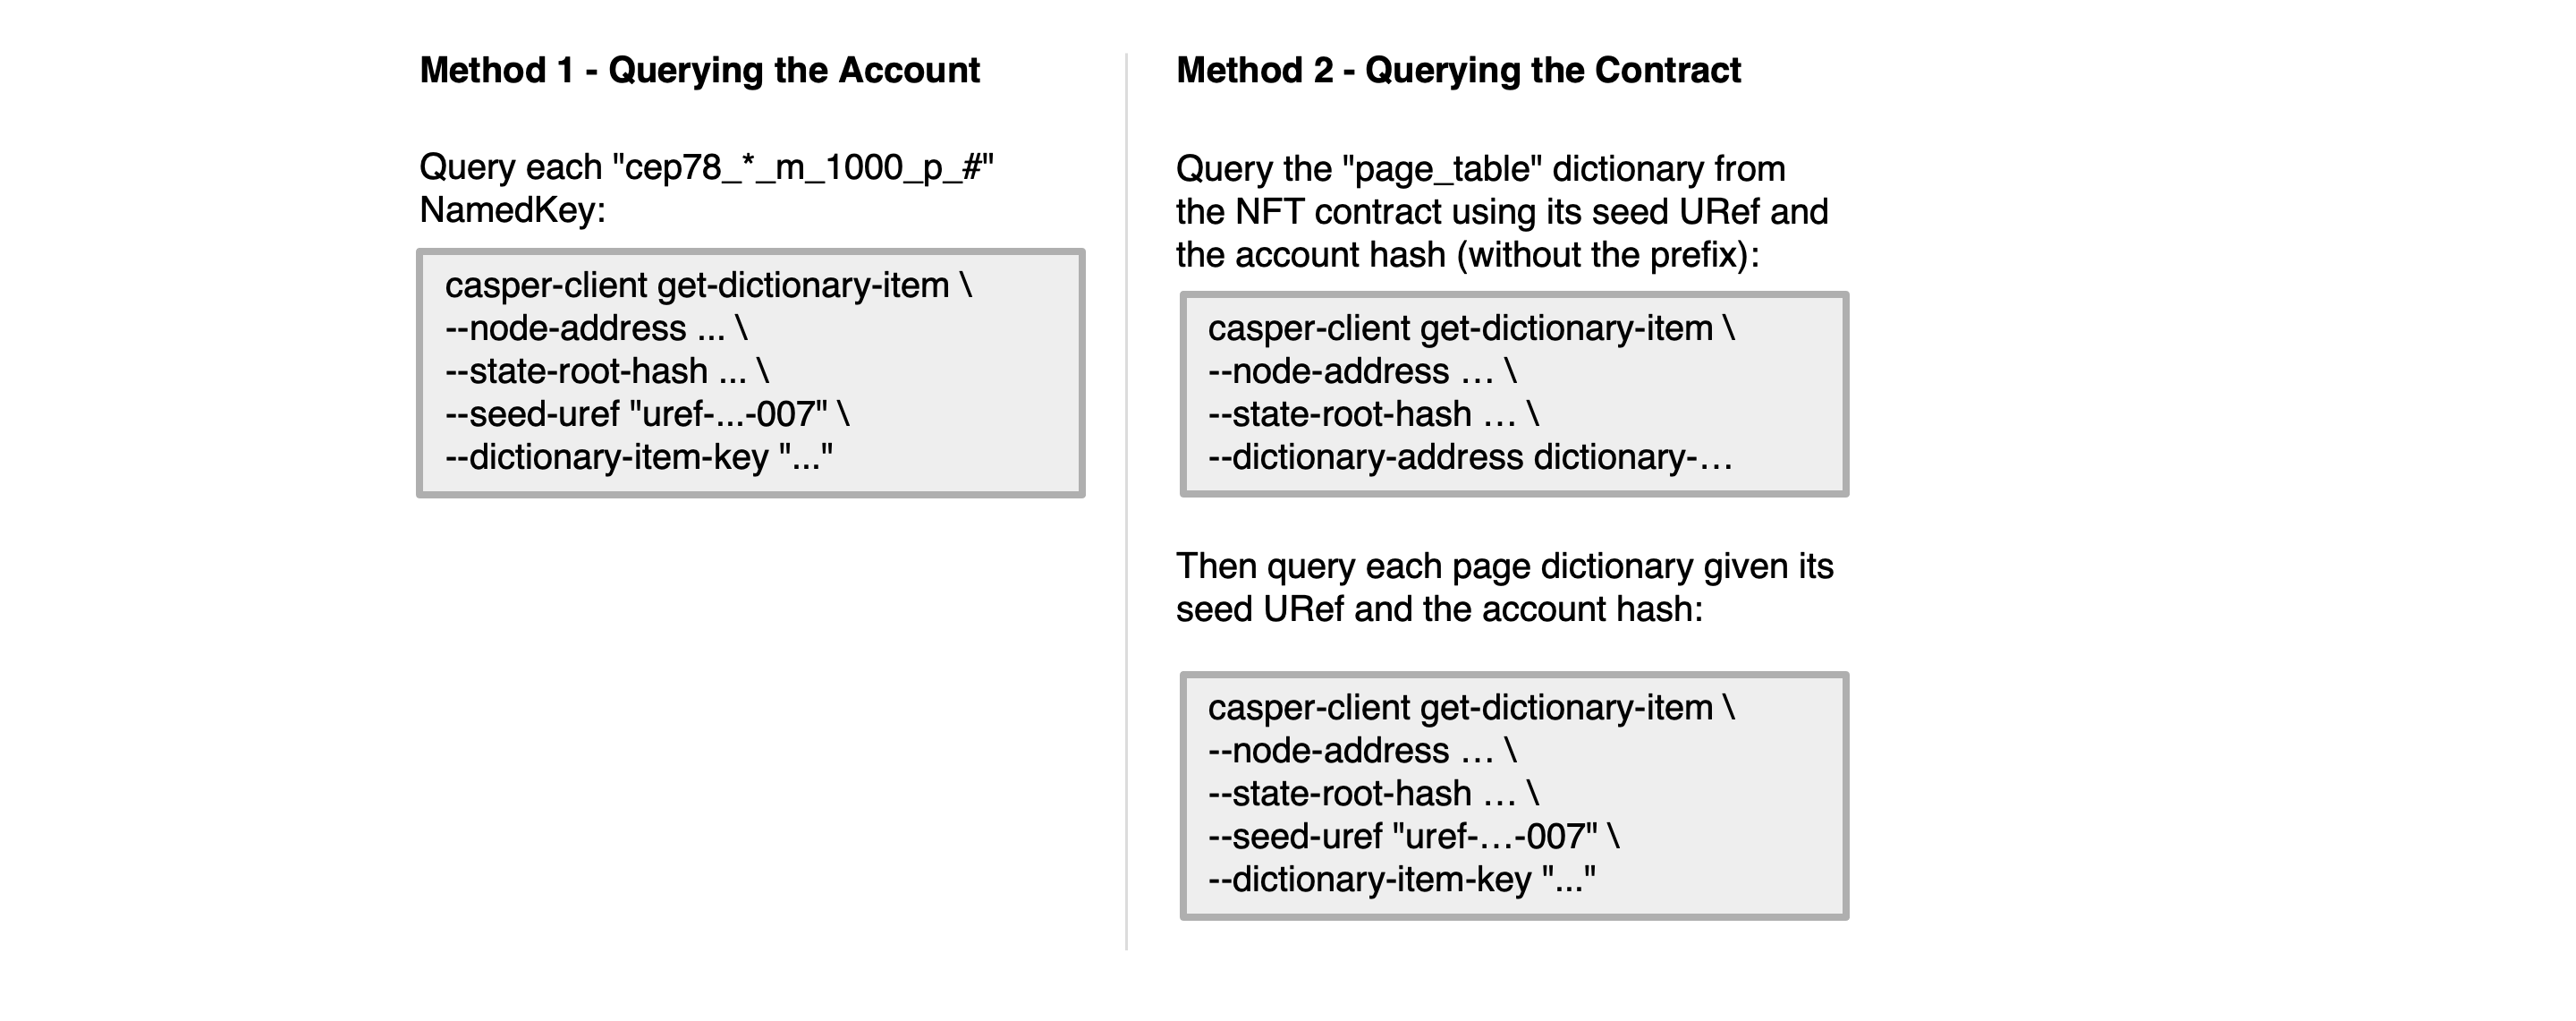 Method 1 - Querying the Account
Query each "cep78_*_m_1000_p_#"
NamedKey:
casper-client get-dictionary-item \
--node-address ... \
--state-root-hash ... \
--seed-uref "uref-...-007" \
--dictionary-item-key "..."
Method 2 - Querying the Contract
Query the "page_table" dictionary from
the NFT contract using its seed URef and
the account hash (without the prefix):
casper-client get-dictionary-item \
--node-address … \
--state-root-hash … \
--dictionary-address dictionary-…
Then query each page dictionary given its
seed URef and the account hash:
casper-client get-dictionary-item \
--node-address … \
--state-root-hash … \
--seed-uref "uref-…-007" \
--dictionary-item-key "..."